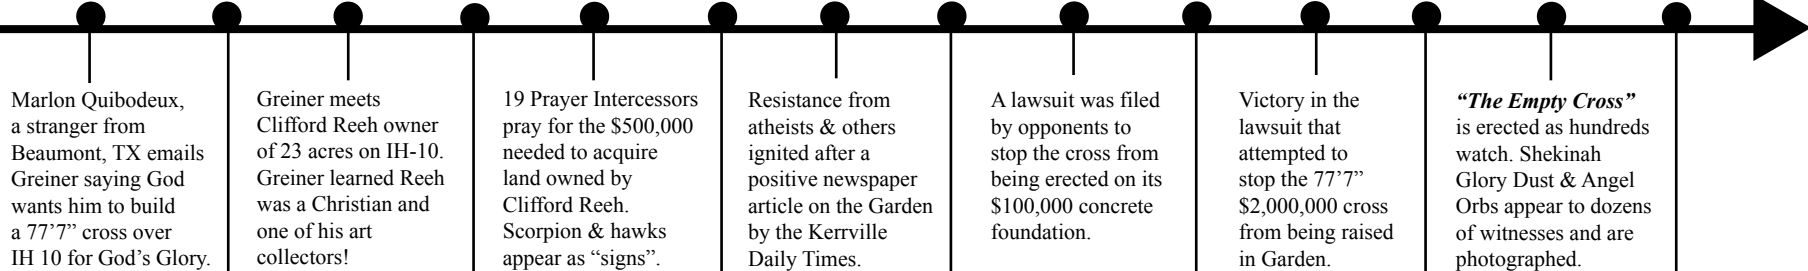 Marlon Quibodeux,
a stranger from
Beaumont, TX emails
Greiner saying God
wants him to build
a 77’7” cross over
IH 10 for God’s Glory.
Greiner meets
Clifford Reeh owner
of 23 acres on IH-10.
Greiner learned Reeh
was a Christian and
one of his art
collectors!
19 Prayer Intercessors
pray for the $500,000
needed to acquire
land owned by
Clifford Reeh.
Scorpion & hawks
appear as “signs”.
Resistance from
atheists & others
ignited after a
positive newspaper
article on the Garden
by the Kerrville
Daily Times.
A lawsuit was filed
by opponents to
stop the cross from
being erected on its
$100,000 concrete
foundation.
Victory in the
lawsuit that
attempted to
stop the 77’7”
$2,000,000 cross
from being raised
in Garden.
“The Empty Cross”
is erected as hundreds
watch. Shekinah
Glory Dust & Angel
Orbs appear to dozens
of witnesses and are
photographed.